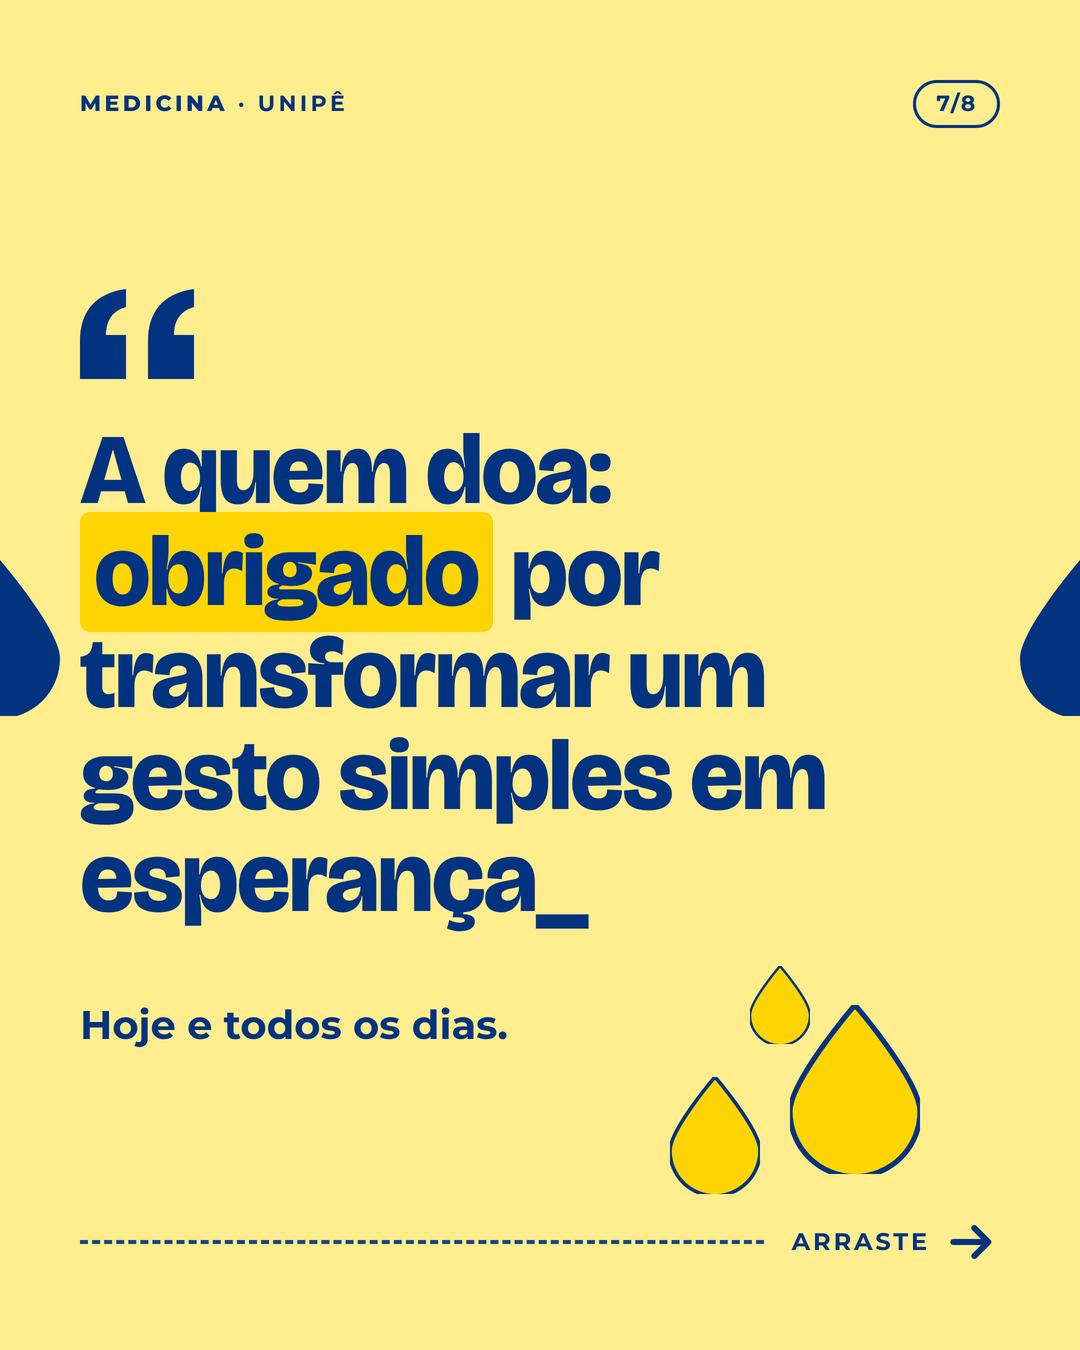 MEDICINA · UNIPÊ
7/8
“
A quem doa:
obrigado por
transformar um
gesto simples em
esperança_
Hoje e todos os dias.
ARRASTE →